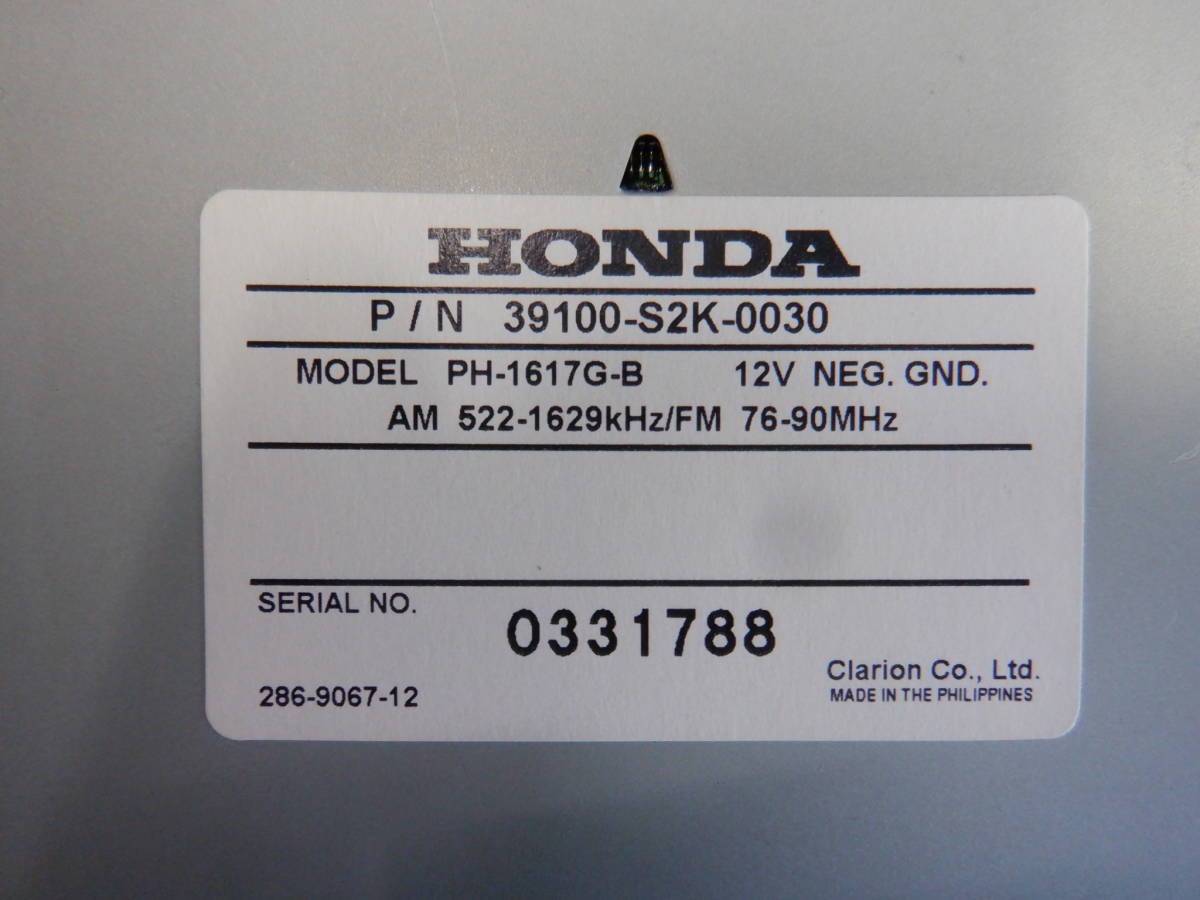 HONDA
P / N 39100-S2K-0030
MODEL PH-1617G-B 12V NEG. GND.
AM 522-1629kHz/FM 76-90MHz
SERIAL NO.
0331788
Clarion Co., Ltd.
286-9067-12
MADE IN THE PHILIPPINES